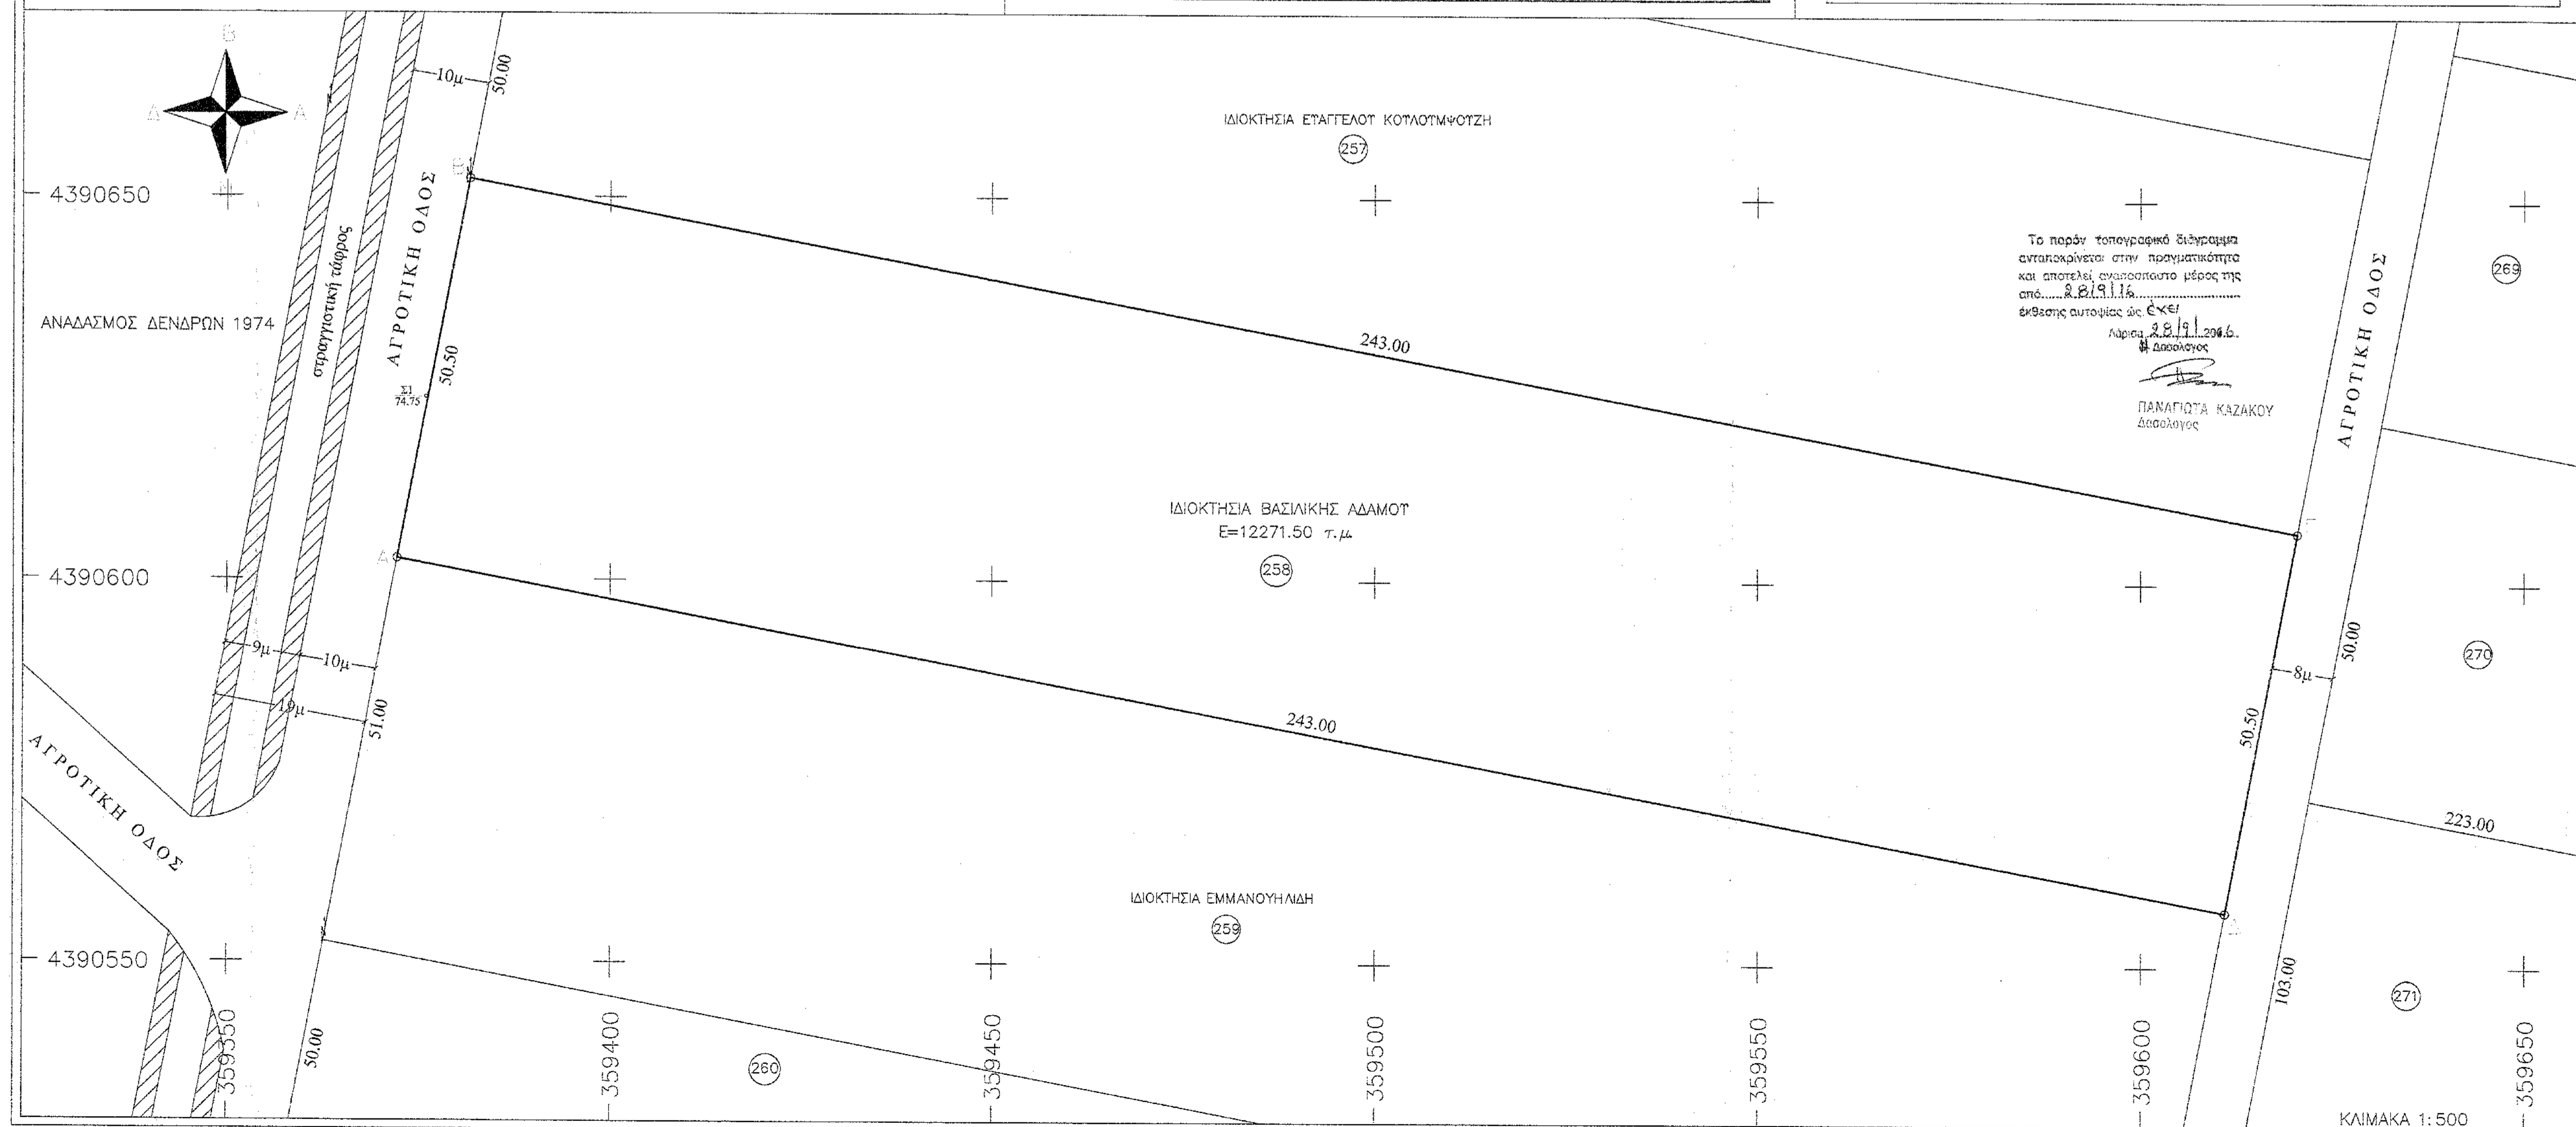 Β
Δ
Α
Ν
10μ
50.00
ΙΔΙΟΚΤΗΣΙΑ ΕΥΑΓΓΕΛΟΥ ΚΟΥΛΟΥΜΨΟΥΖΗ
257
Β
4390650
ΑΓΡΟΤΙΚΗ ΟΔΟΣ
στραγγιστική τάφρος
ΑΝΑΔΑΣΜΟΣ ΔΕΝΔΡΩΝ 1974
50.50
Σ1
74.75
243.00
Το παρόν τοπογραφικό διάγραμμα
ανταποκρίνεται στην πραγματικότητα
και αποτελεί αναπόσπαστο μέρος της
από 28/9/16
έκθεσης αυτοψίας ως έχει
Λάρισα 28/9/2016
Η Δασολόγος
ΠΑΝΑΓΙΩΤΑ ΚΑΖΑΚΟΥ
Δασολόγος
ΑΓΡΟΤΙΚΗ ΟΔΟΣ
269
ΙΔΙΟΚΤΗΣΙΑ ΒΑΣΙΛΙΚΗΣ ΑΔΑΜΟΥ
Ε=12271.50 τ.μ.
258
Γ
Α
4390600
9μ
10μ
19μ
51.00
50.00
270
8μ
50.50
243.00
ΑΓΡΟΤΙΚΗ ΟΔΟΣ
223.00
ΙΔΙΟΚΤΗΣΙΑ ΕΜΜΑΝΟΥΗΛΙΔΗ
259
Δ
4390550
103.00
271
50.00
260
359350
359400
359450
359500
359550
359600
359650
ΚΛΙΜΑΚΑ 1:500